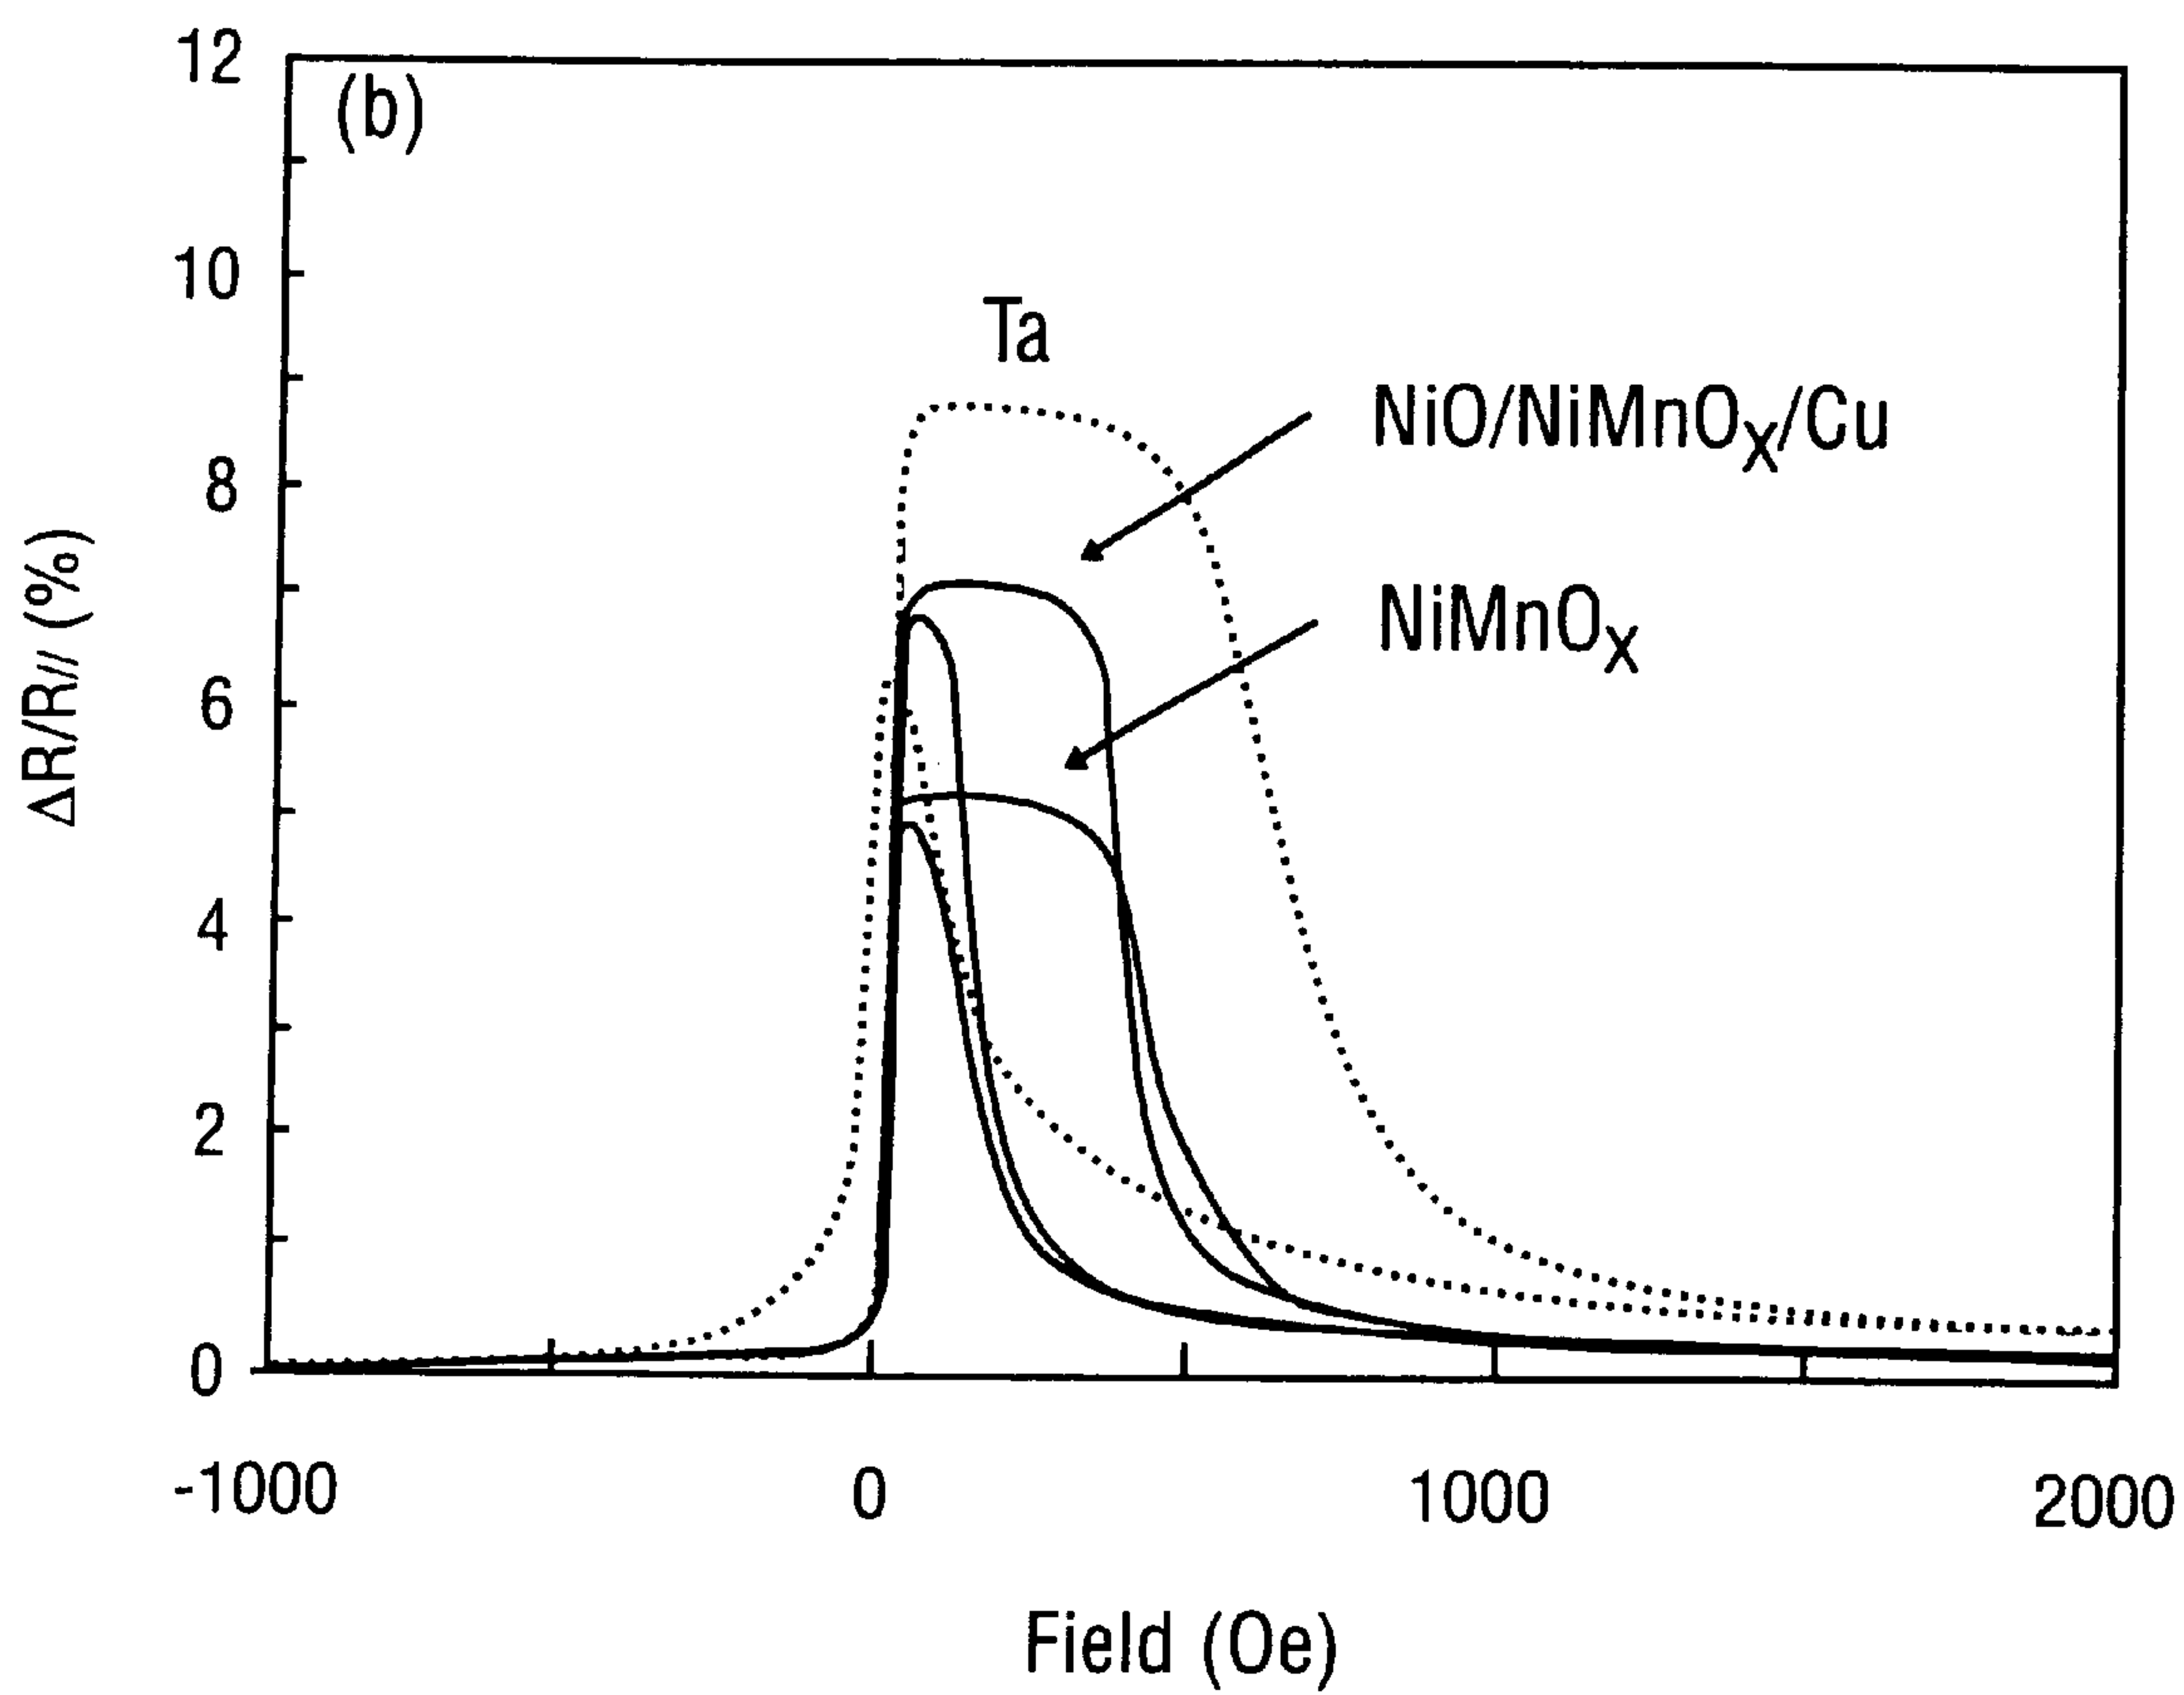 12
(b)
10
Ta
NiO/NiMnOX/Cu
8
NiMnOX
ΔR/R// (%)
6
4
2
0
-1000 0 1000 2000
Field (Oe)